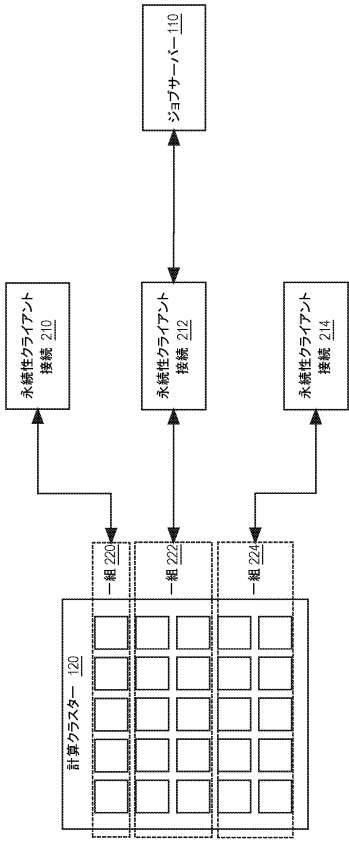 計算クラスター 120
一組 220
一組 222
一組 224
永続性クライアント
接続 210
永続性クライアント
接続 212
永続性クライアント
接続 214
ジョブサーバー 110